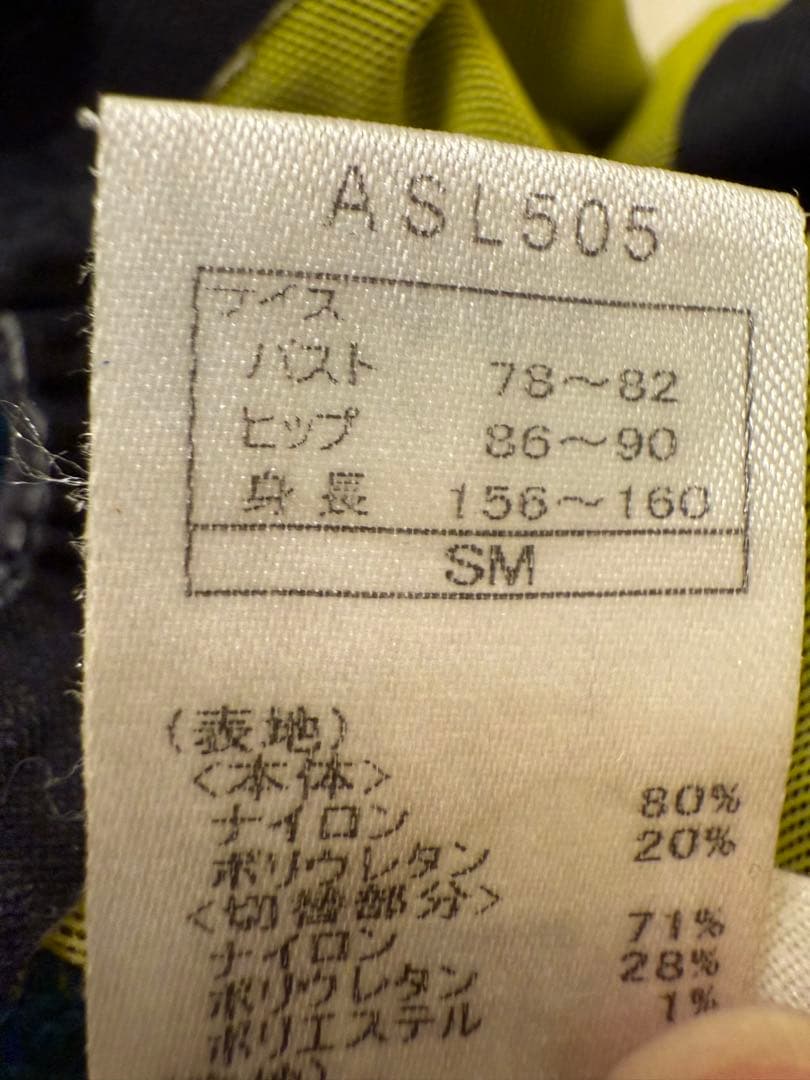 ASL505
サイズ
バスト 78～82
ヒップ 86～90
身長 156～160
SM
(表地)
<本体>
ナイロン 80%
ポリウレタン 20%
<切替部分>
ナイロン 71%
ポリウレタン 28%
ポリエステル 1%